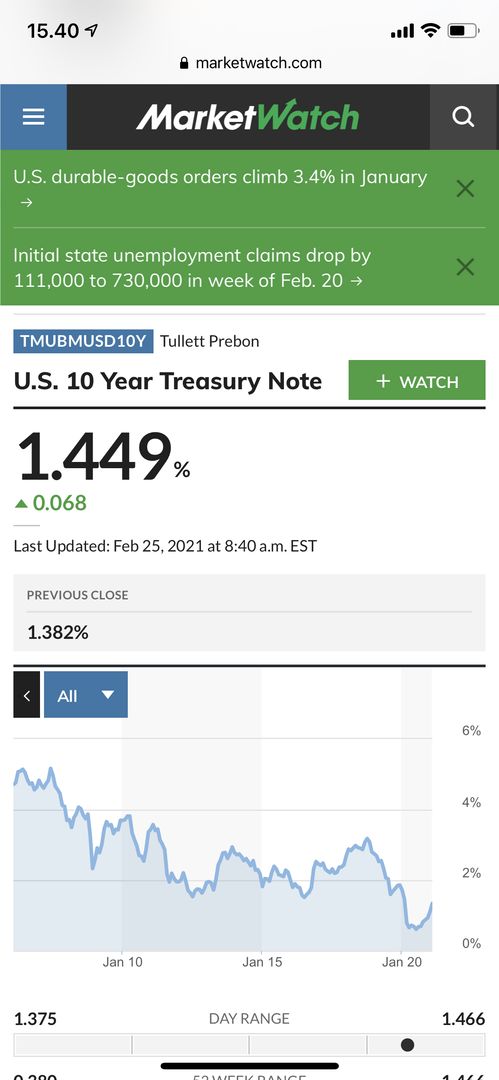 15.40
marketwatch.com
MarketWatch
U.S. durable-goods orders climb 3.4% in January
→
Initial state unemployment claims drop by
111,000 to 730,000 in week of Feb. 20 →
TMUBMUSD10Y Tullett Prebon
U.S. 10 Year Treasury Note
+ WATCH
1.449%
▲ 0.068
Last Updated: Feb 25, 2021 at 8:40 a.m. EST
PREVIOUS CLOSE
1.382%
< All ▼
6%
4%
2%
0%
Jan 10 Jan 15 Jan 20
1.375 DAY RANGE 1.466
52 WEEK RANGE